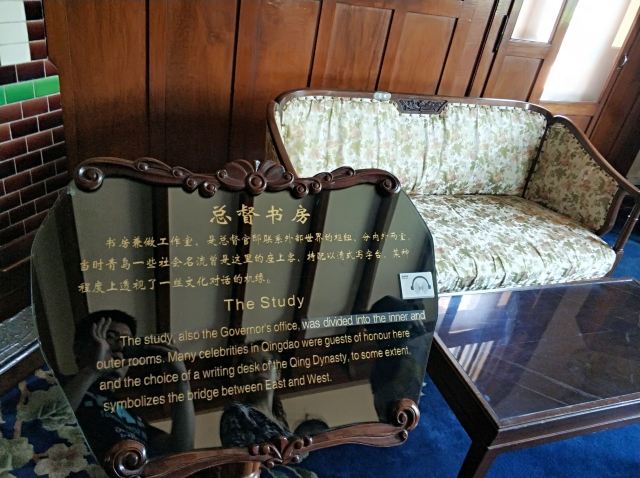 总督书房
书房兼做工作室，是总督官邸联系外部世界的纽纽，分内外两室，
当时青岛一些社会名流曾是这里的座上客，特配以清式写字台，某种
程度上透视了一丝文化对话的机缘。
The Study
The study, also the Governor's office, was divided into the inner and
outer rooms. Many celebrities in Qingdao were guests of honour here
and the choice of a writing desk of the Qing Dynasty, to some extent,
symbolizes the bridge between East and West.